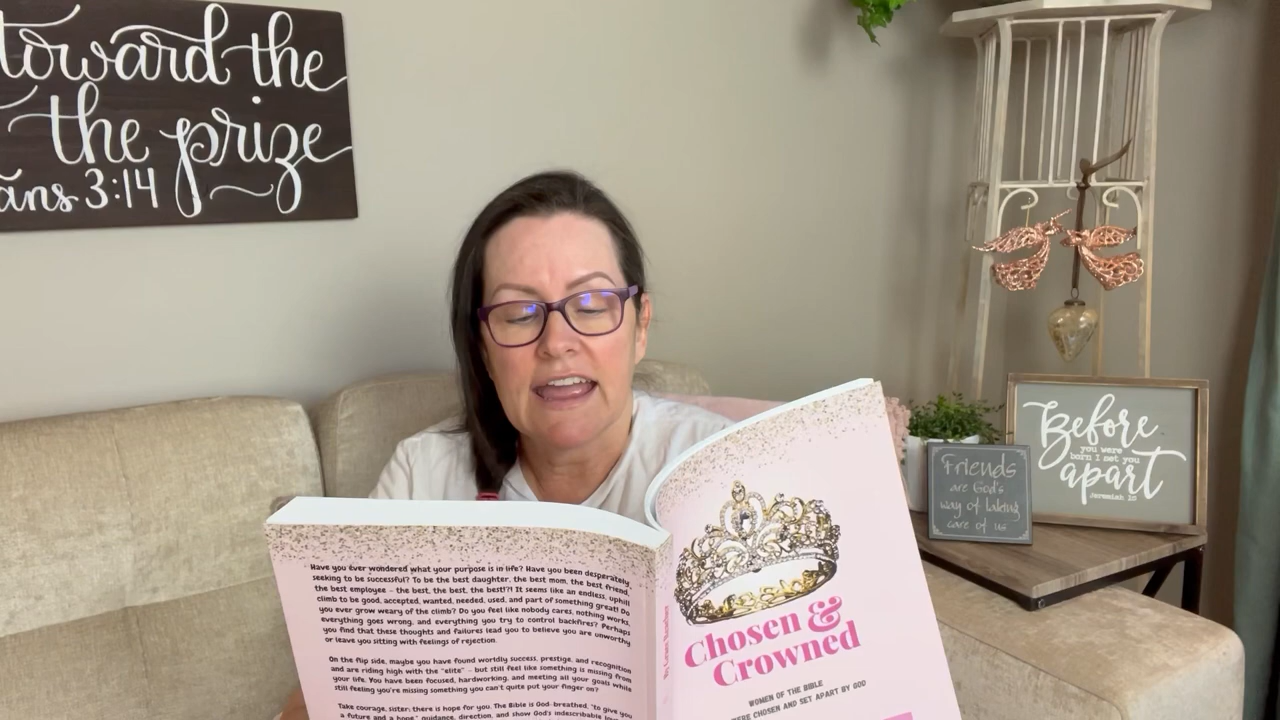 toward the
the prize
ans 3:14
Before
you were
born I set you
apart
Jeremiah 1:5
Friends
are God's
way of taking
care of us
Have you ever wondered what your purpose is in life? Have you been desperately
seeking to be successful? To be the best daughter, the best mom, the best friend,
the best employee – the best, the best, the best!?! It seems like an endless, uphill
climb to be good, accepted, wanted, needed, used, and part of something great! Do
you ever grow weary of the climb? Do you feel like nobody cares, nothing works,
everything goes wrong, and everything you try to control backfires? Perhaps
you find that these thoughts and failures lead you to believe you are unworthy
or leave you sitting with feelings of rejection.
On the flip side, maybe you have found worldly success, prestige, and recognition
and are riding high with the "elite" – but still feel like something is missing from
your life. You have been focused, hardworking, and meeting all your goals while
still feeling you're missing something you can't quite put your finger on?
Take courage, sister; there is hope for you. The Bible is God-breathed, "to give you
a future and a hope," guidance, direction, and show God's indescribable
Chosen &
Crowned
WOMEN OF THE BIBLE
WERE CHOSEN AND SET APART BY GOD